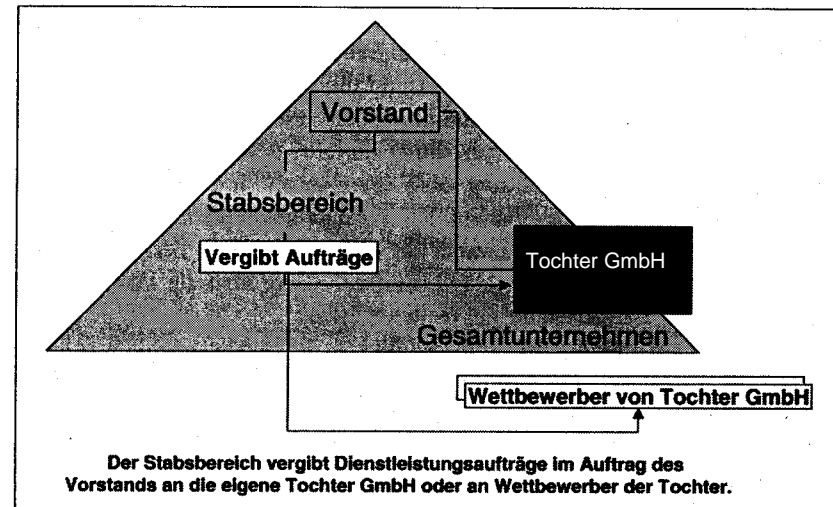 Vorstand
Stabsbereich
Vergibt Aufträge
Tochter GmbH
Gesamtunternehmen
Wettbewerber von Tochter GmbH
Der Stabsbereich vergibt Dienstleistungsaufträge im Auftrag des
Vorstands an die eigene Tochter GmbH oder an Wettbewerber der Tochter.